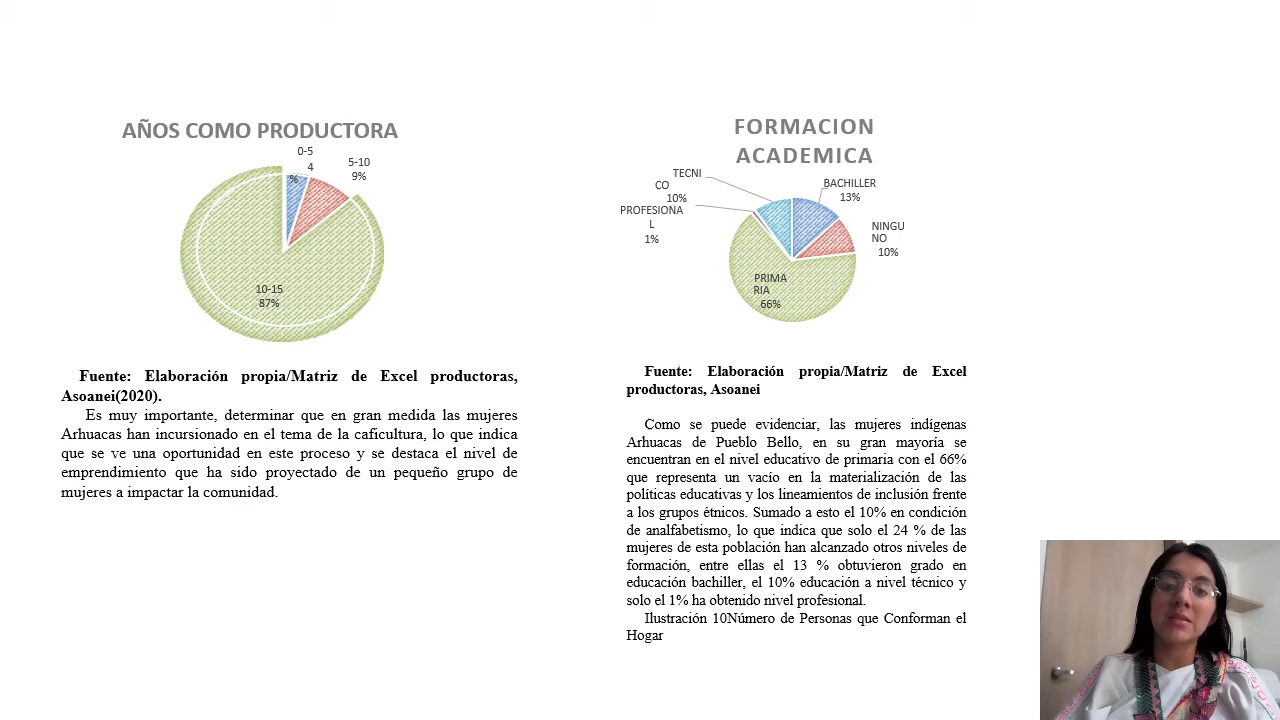 AÑOS COMO PRODUCTORA
0-5
4
%
5-10
9%
10-15
87%
Fuente: Elaboración propia/Matriz de Excel productoras,
Asoanei(2020).
Es muy importante, determinar que en gran medida las mujeres
Arhuacas han incursionado en el tema de la caficultura, lo que indica
que se ve una oportunidad en este proceso y se destaca el nivel de
emprendimiento que ha sido proyectado de un pequeño grupo de
mujeres a impactar la comunidad.
FORMACION
ACADEMICA
TECNI
CO
10%
PROFESIONA
L
1%
BACHILLER
13%
NINGU
NO
10%
PRIMA
RIA
66%
Fuente: Elaboración propia/Matriz de Excel
productoras, Asoanei
Como se puede evidenciar, las mujeres indígenas
Arhuacas de Pueblo Bello, en su gran mayoría se
encuentran en el nivel educativo de primaria con el 66%
que representa un vacío en la materialización de las
políticas educativas y los lineamientos de inclusión frente
a los grupos étnicos. Sumado a esto el 10% en condición
de analfabetismo, lo que indica que solo el 24 % de las
mujeres de esta población han alcanzado otros niveles de
formación, entre ellas el 13 % obtuvieron grado en
educación bachiller, el 10% educación a nivel técnico y
solo el 1% ha obtenido nivel profesional.
Ilustración 10Número de Personas que Conforman el
Hogar